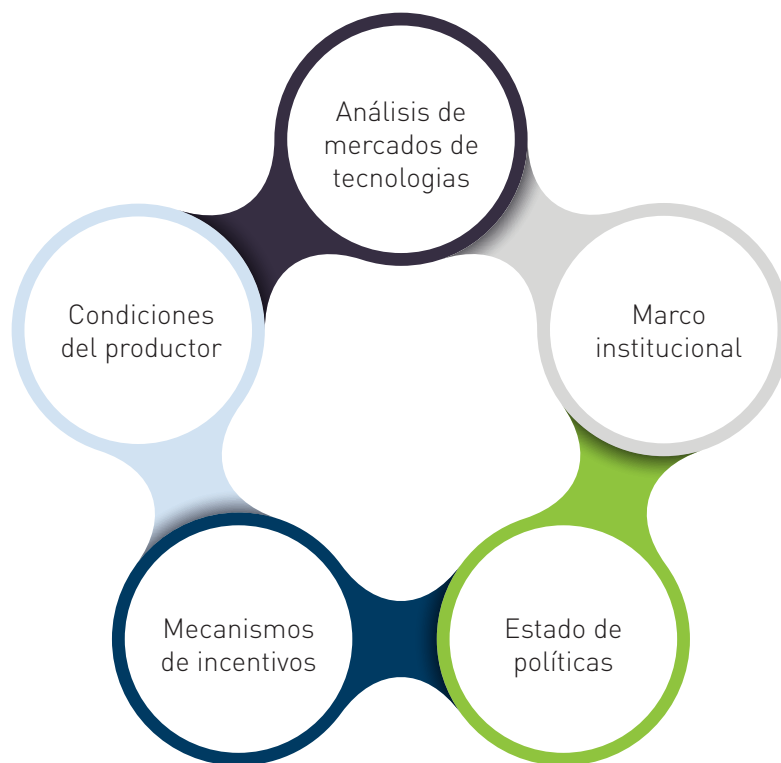 Análisis de
mercados de
tecnologias
Condiciones
del productor
Marco
institucional
Mecanismos
de incentivos
Estado de
políticas